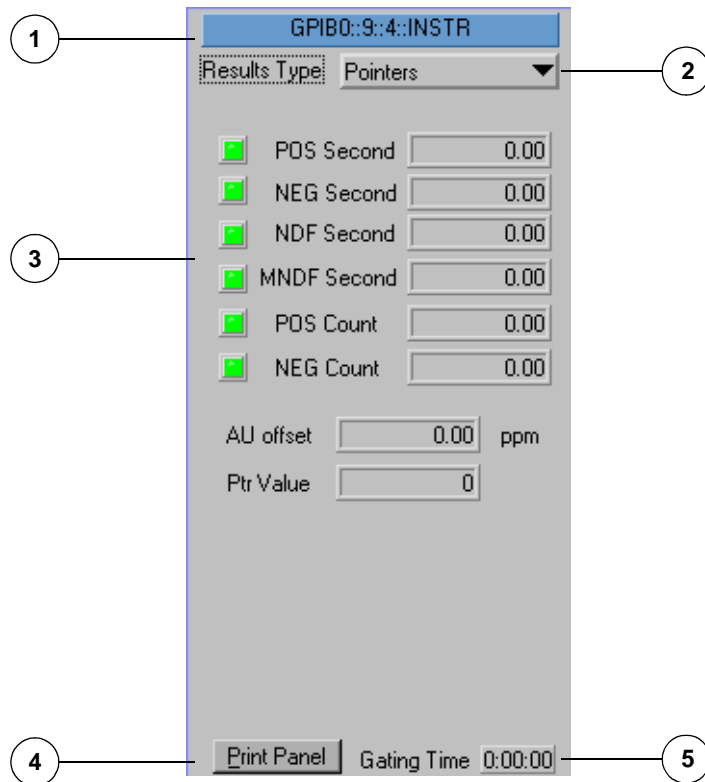 GPIB0::9::4::INSTR
1
Results Type Pointers
2
POS Second 0.00
NEG Second 0.00
NDF Second 0.00
3
MNDF Second 0.00
POS Count 0.00
NEG Count 0.00
AU offset 0.00 ppm
Ptr Value 0
4
Print Panel Gating Time 0:00:00
5